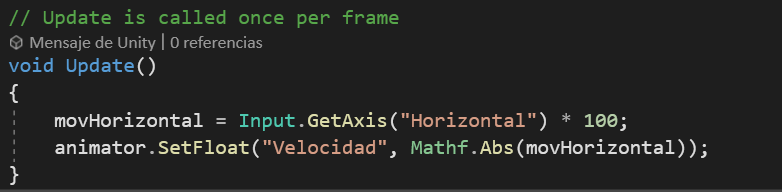 // Update is called once per frame
Mensaje de Unity | 0 referencias
void Update()
{
    movHorizontal = Input.GetAxis("Horizontal") * 100;
    animator.SetFloat("Velocidad", Mathf.Abs(movHorizontal));
}